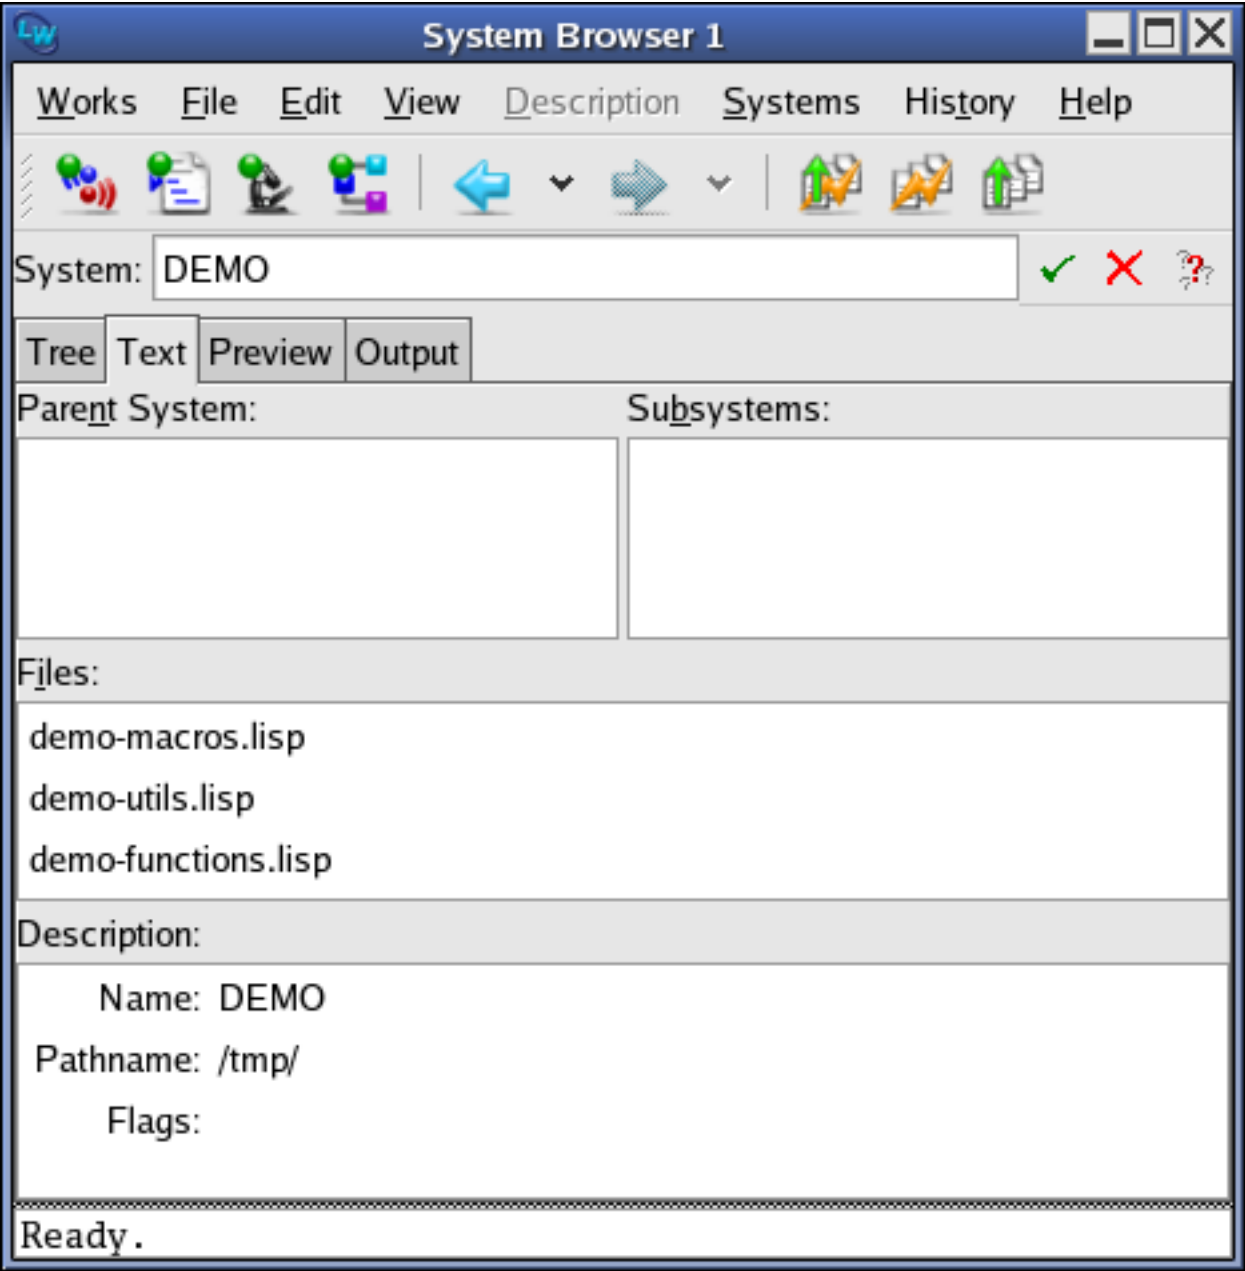 LW System Browser 1
Works File Edit View Description Systems History Help
System: DEMO
Tree Text Preview Output
Parent System: Subsystems:
Files:
demo-macros.lisp
demo-utils.lisp
demo-functions.lisp
Description:
Name: DEMO
Pathname: /tmp/
Flags:
Ready.